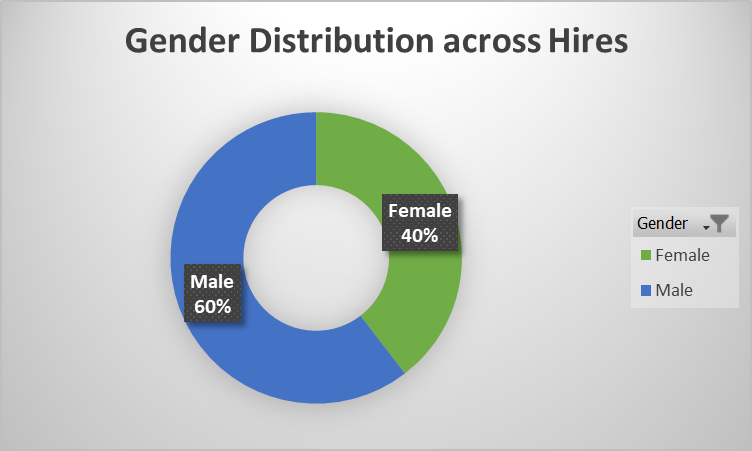 Gender Distribution across Hires
Female
40%
Male
60%
Gender
Female
Male